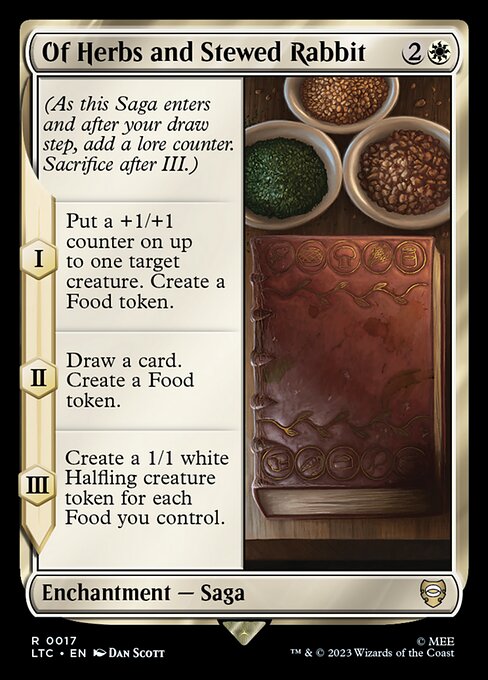 Of Herbs and Stewed Rabbit 2
(As this Saga enters
and after your draw
step, add a lore counter.
Sacrifice after III.)
I
Put a +1/+1
counter on up
to one target
creature. Create a
Food token.
II
Draw a card.
Create a Food
token.
III
Create a 1/1 white
Halfling creature
token for each
Food you control.
Enchantment — Saga
R 0017
LTC • EN Dan Scott
© MEE
™ & © 2023 Wizards of the Coast